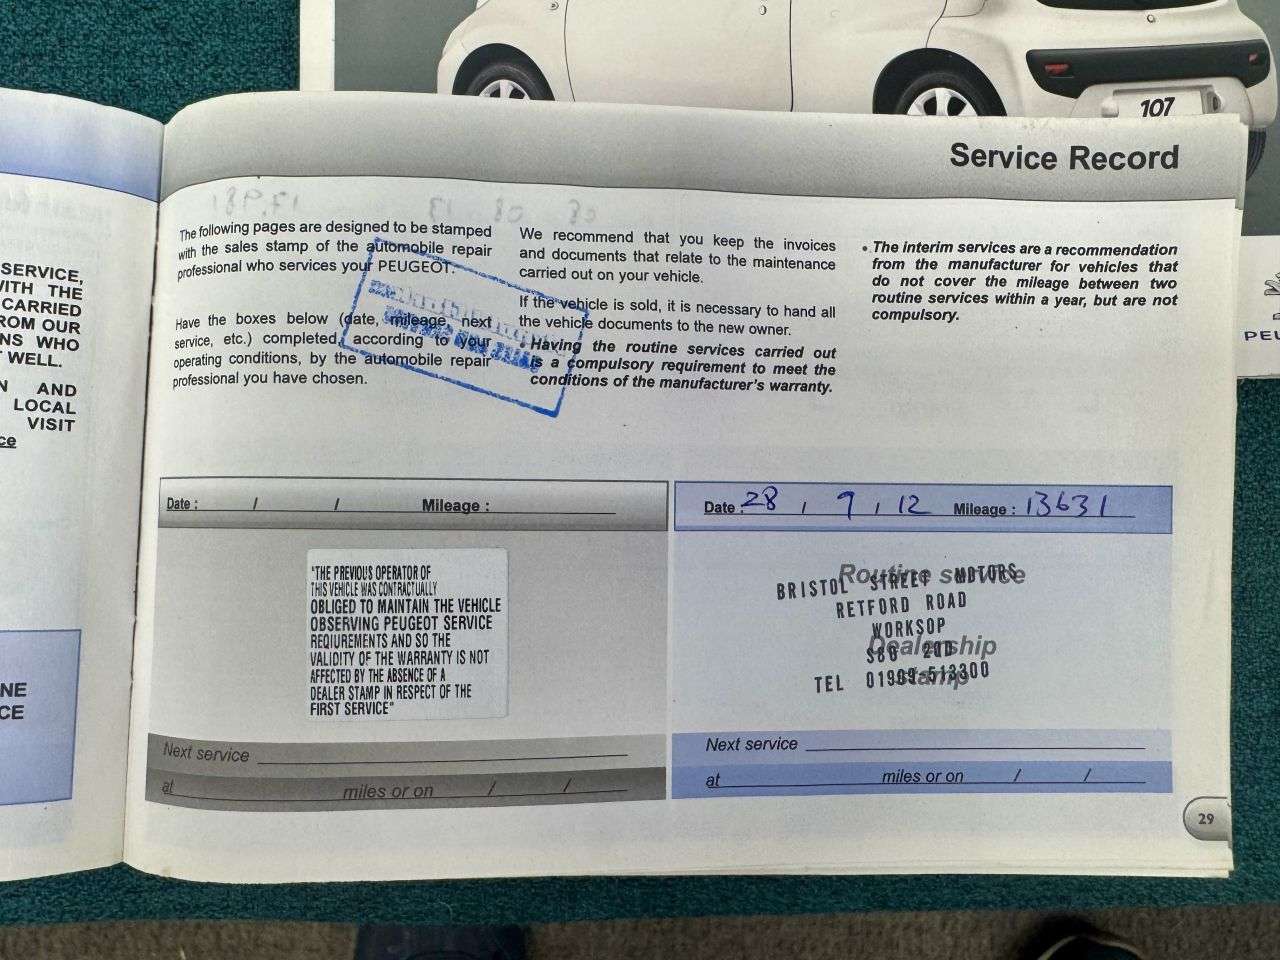 107
Service Record
SERVICE,
WITH THE
CARRIED
FROM OUR
WHO
WELL.
AND
LOCAL
VISIT
The following pages are designed to be stamped
with the sales stamp of the automobile repair
professional who services your PEUGEOT.
Have the boxes below (date, mileage, next
service, etc.) completed, according to your
operating conditions, by the automobile repair
professional you have chosen.
We recommend that you keep the invoices
and documents that relate to the maintenance
carried out on your vehicle.
If the vehicle is sold, it is necessary to hand all
the vehicle documents to the new owner.
• Having the routine services carried out
is a compulsory requirement to meet the
conditions of the manufacturer's warranty.
• The interim services are a recommendation
from the manufacturer for vehicles that
do not cover the mileage between two
routine services within a year, but are not
compulsory.
PEU
Date : / / Mileage :
"THE PREVIOUS OPERATOR OF
THIS VEHICLE WAS CONTRACTUALLY
OBLIGED TO MAINTAIN THE VEHICLE
OBSERVING PEUGEOT SERVICE
REQIUREMENTS AND SO THE
VALIDITY OF THE WARRANTY IS NOT
AFFECTED BY THE ABSENCE OF A
DEALER STAMP IN RESPECT OF THE
FIRST SERVICE"
Next service
at miles or on / /
Date : 28 / 9 / 12 Mileage : 13631
Routine service
BRISTOL STREET MOTORS
RETFORD ROAD
WORKSOP
Dealership
S80 2QD
stamp
TEL 01909-513300
Next service
at miles or on / /
29